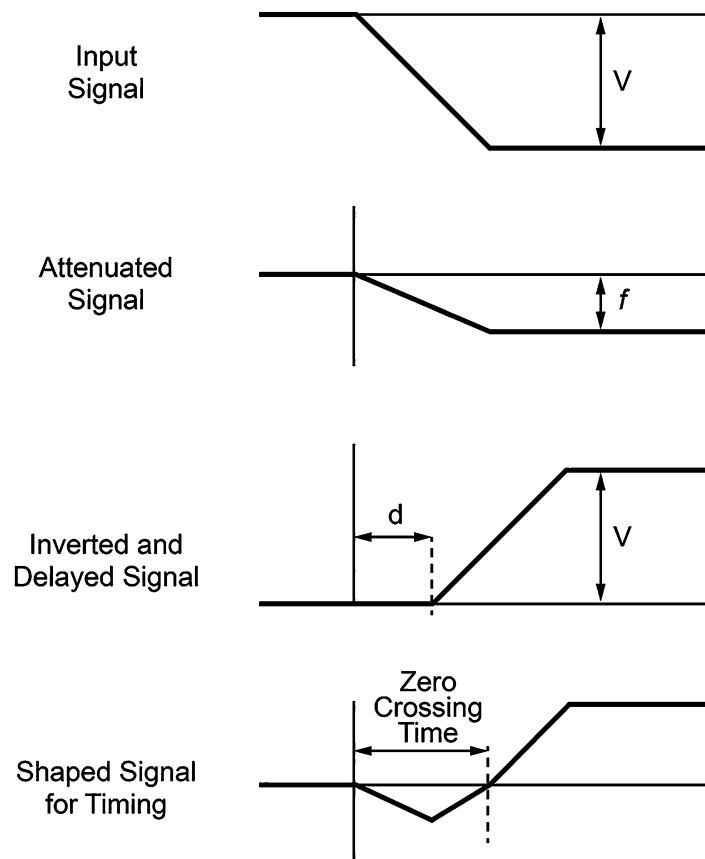 Input
Signal
V
Attenuated
Signal
f
d
Inverted and
Delayed Signal
V
Zero
Crossing
Time
Shaped Signal
for Timing